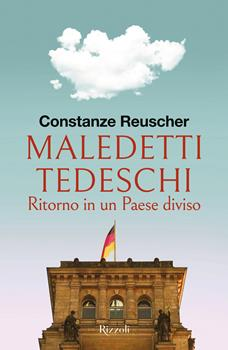 Constanze Reuscher
MALEDETTI
TEDESCHI
Ritorno in un Paese diviso
Rizzoli